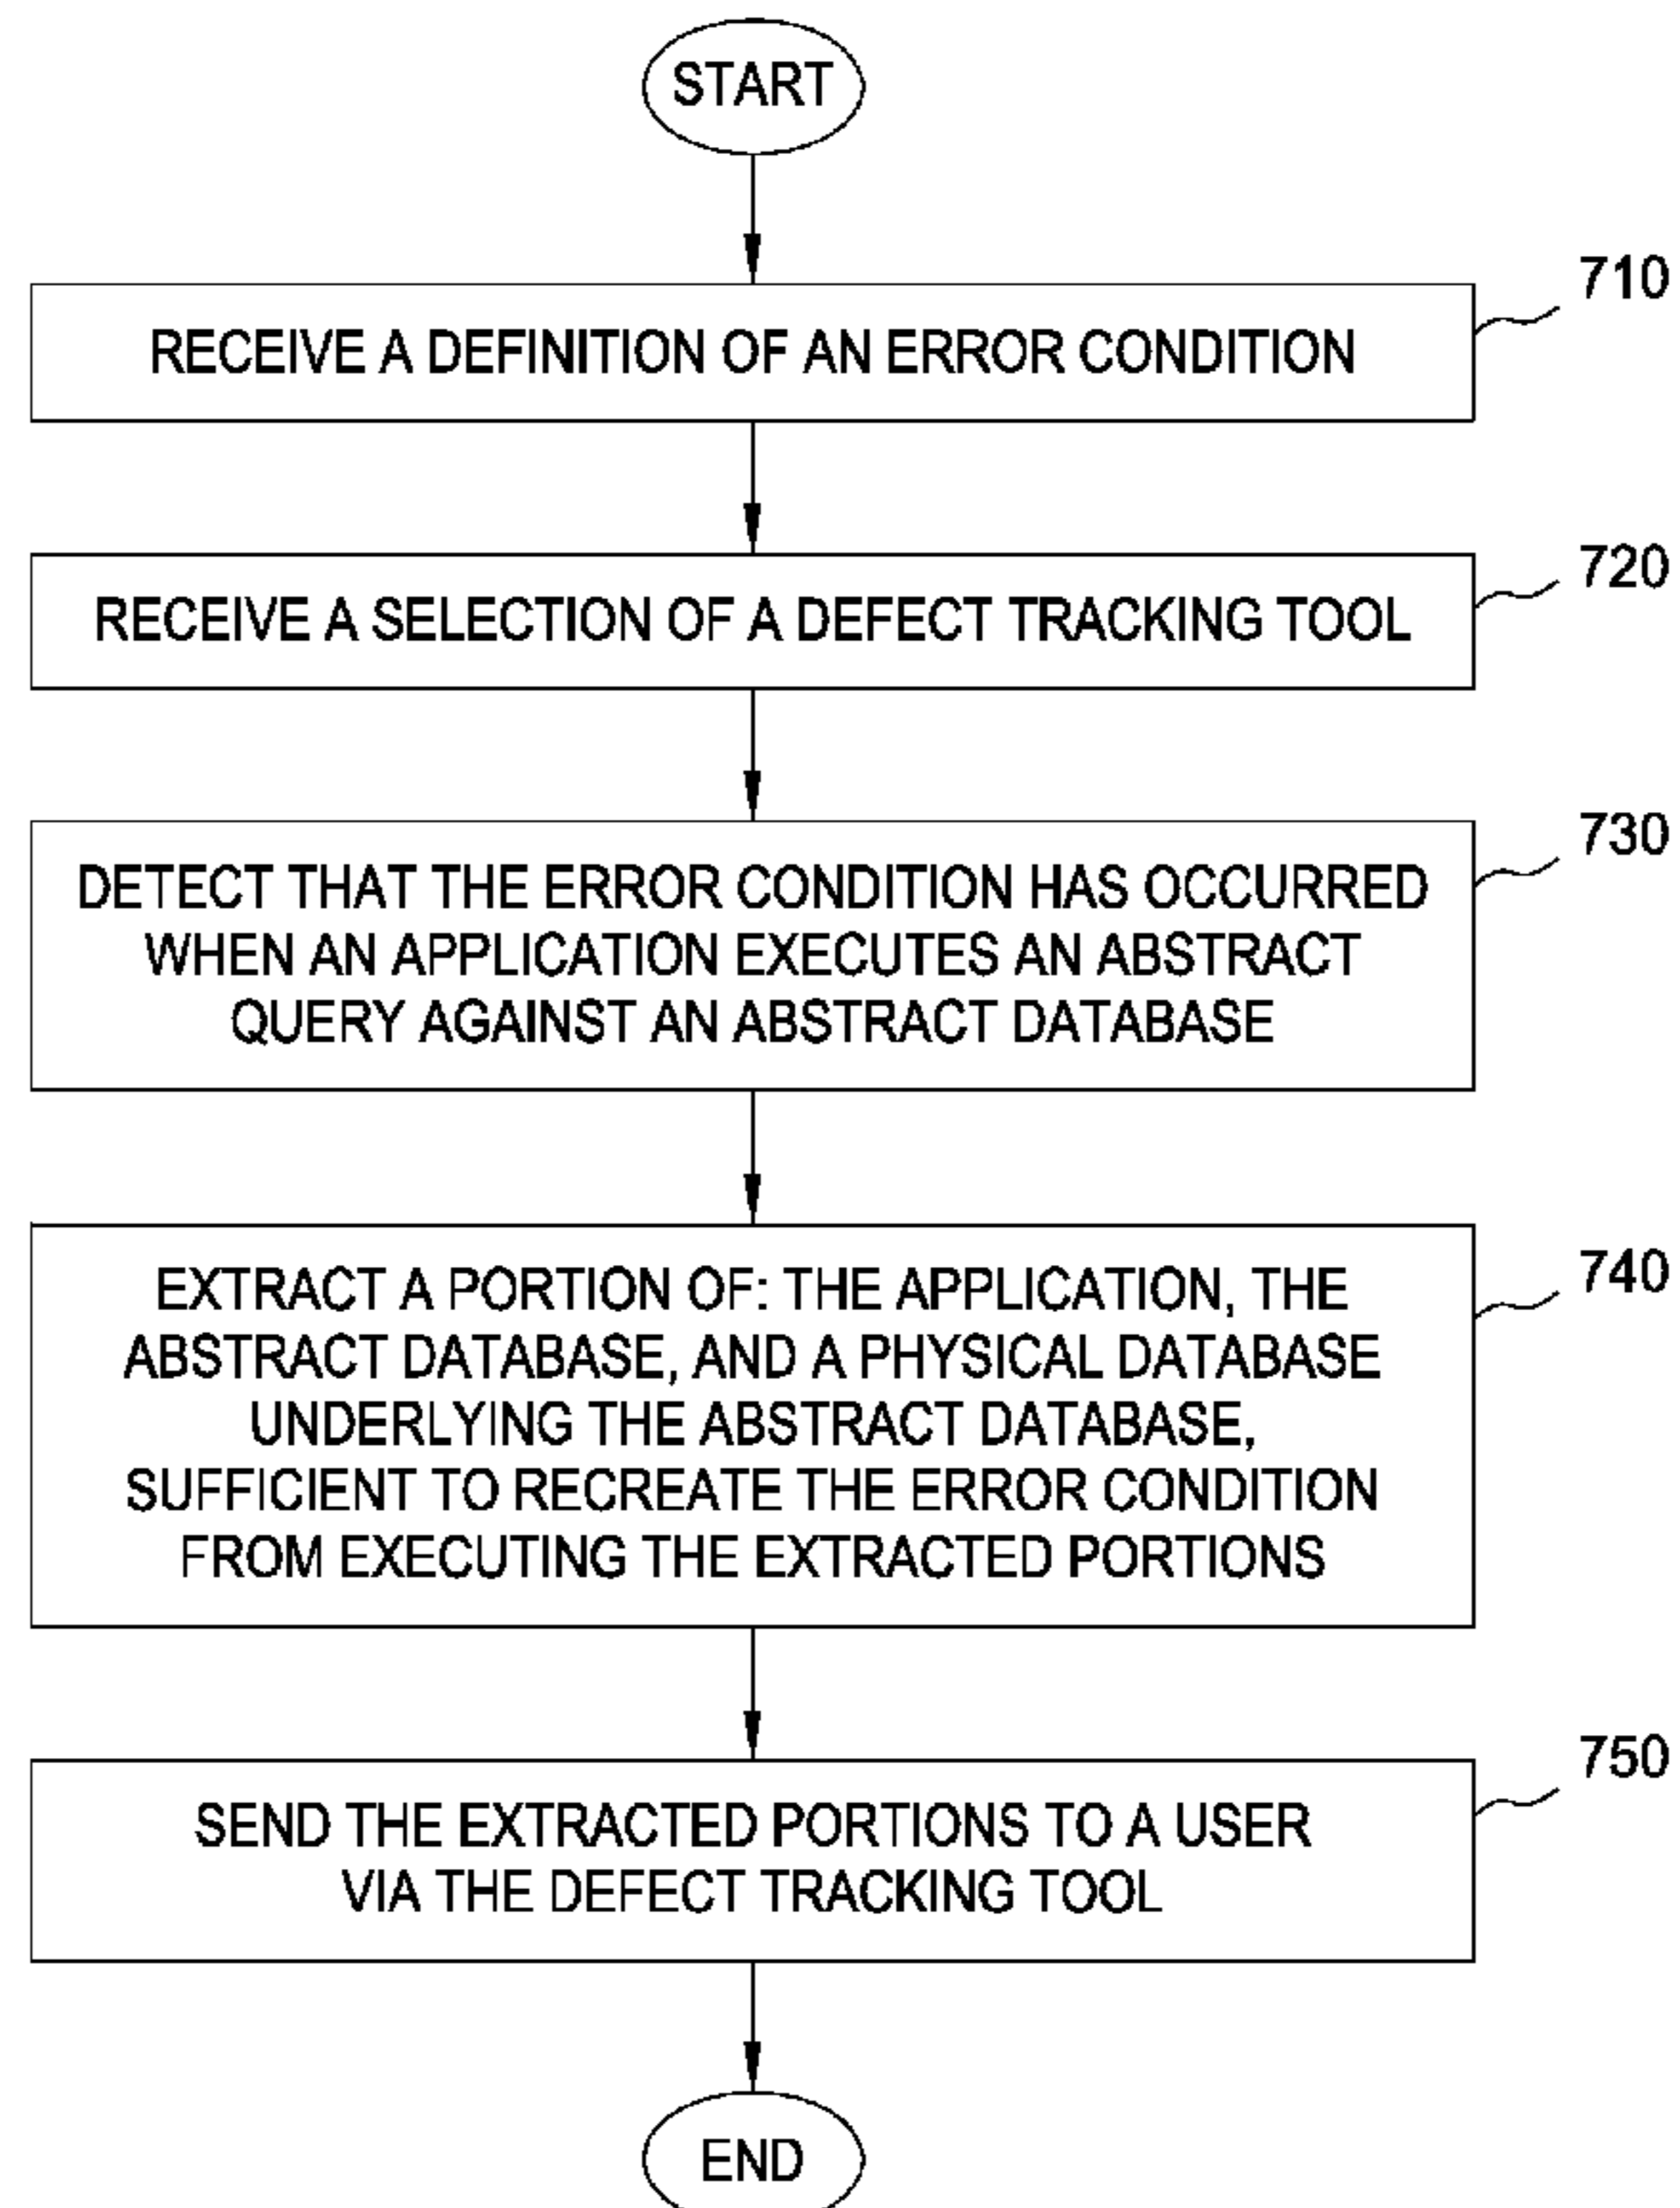 START
710
RECEIVE A DEFINITION OF AN ERROR CONDITION
720
RECEIVE A SELECTION OF A DEFECT TRACKING TOOL
730
DETECT THAT THE ERROR CONDITION HAS OCCURRED
WHEN AN APPLICATION EXECUTES AN ABSTRACT
QUERY AGAINST AN ABSTRACT DATABASE
740
EXTRACT A PORTION OF: THE APPLICATION, THE
ABSTRACT DATABASE, AND A PHYSICAL DATABASE
UNDERLYING THE ABSTRACT DATABASE,
SUFFICIENT TO RECREATE THE ERROR CONDITION
FROM EXECUTING THE EXTRACTED PORTIONS
750
SEND THE EXTRACTED PORTIONS TO A USER
VIA THE DEFECT TRACKING TOOL
END